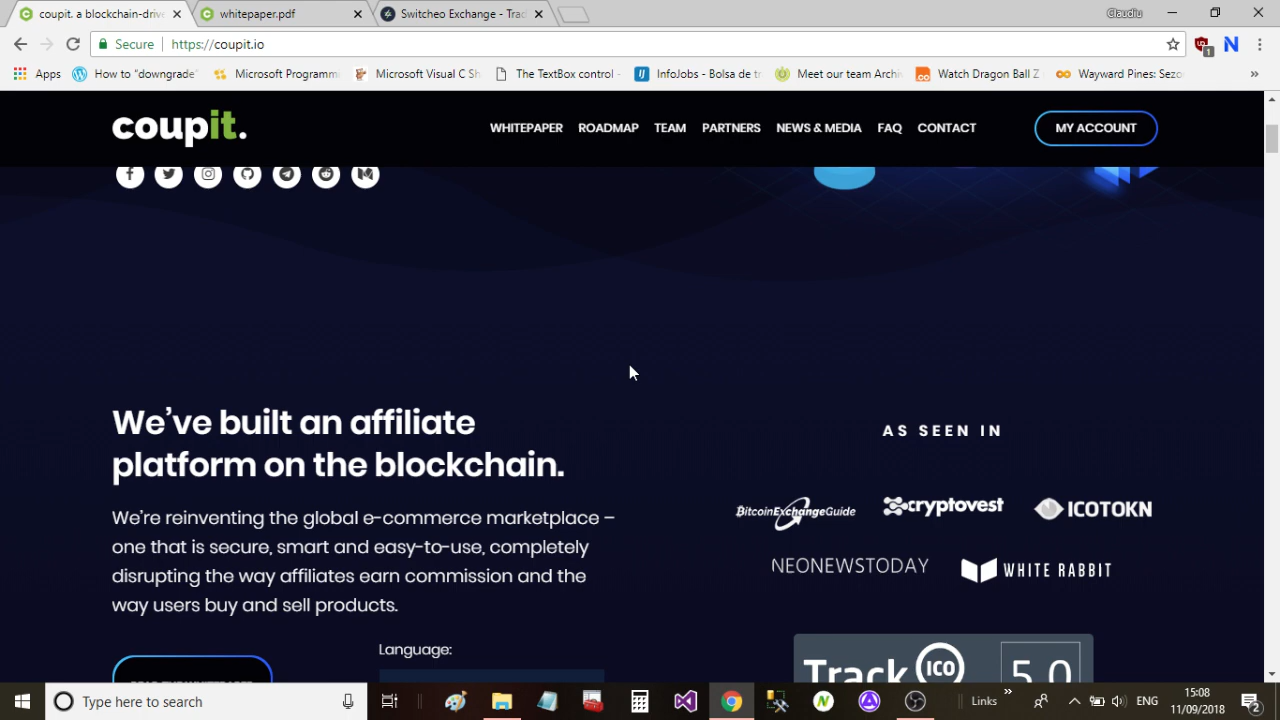 coupit. a blockchain-drive
whitepaper.pdf
Switcheo Exchange - Trac
Claudiu
Secure
https://coupit.io
Apps
How to "downgrade"
Microsoft Programm
Microsoft Visual C Sh
The TextBox control -
InfoJobs - Bolsa de tr
Meet our team Archi
Watch Dragon Ball Z
Wayward Pines: Sezo
»
coupit.
WHITEPAPER
ROADMAP
TEAM
PARTNERS
NEWS & MEDIA
FAQ
CONTACT
MY ACCOUNT
We've built an affiliate
platform on the blockchain.
We're reinventing the global e-commerce marketplace –
one that is secure, smart and easy-to-use, completely
disrupting the way affiliates earn commission and the
way users buy and sell products.
Language:
AS SEEN IN
BitcoinExchangeGuide
cryptovest
ICOTOKN
NEONEWSTODAY
WHITE RABBIT
Track ICO
5.0
Type here to search
Links
»
ENG
15:08
11/09/2018
2